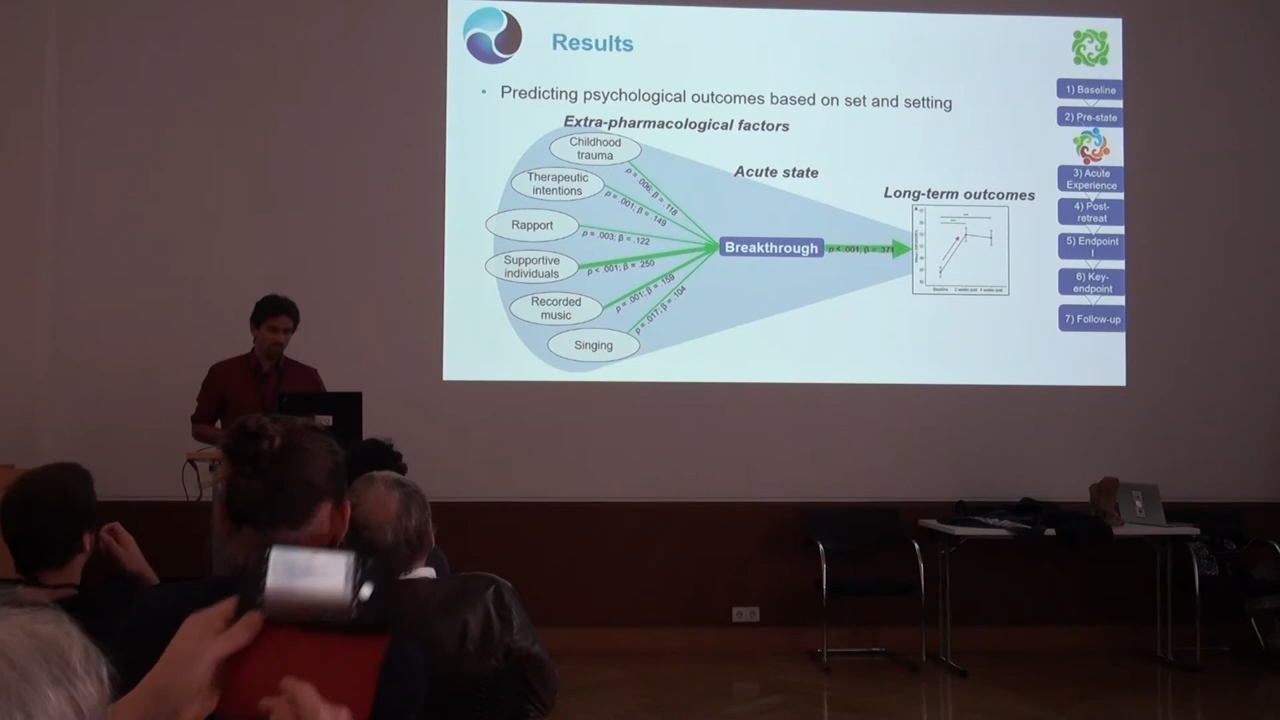 Results
• Predicting psychological outcomes based on set and setting
Extra-pharmacological factors
Acute state
Long-term outcomes
Childhood
trauma
Therapeutic
intentions
Rapport
Supportive
individuals
Recorded
music
Singing
p = .006; β = .118
p = .001; β = .149
p = .003; β = .122
p < .001; β = .250
p = .001; β = .159
p = .017; β = .104
Breakthrough
p < .001; β = .371
Baseline
1) Baseline
2) Pre-state
3) Acute
Experience
4) Post-
retreat
5) Endpoint
I
6) Key-
endpoint
7) Follow-up